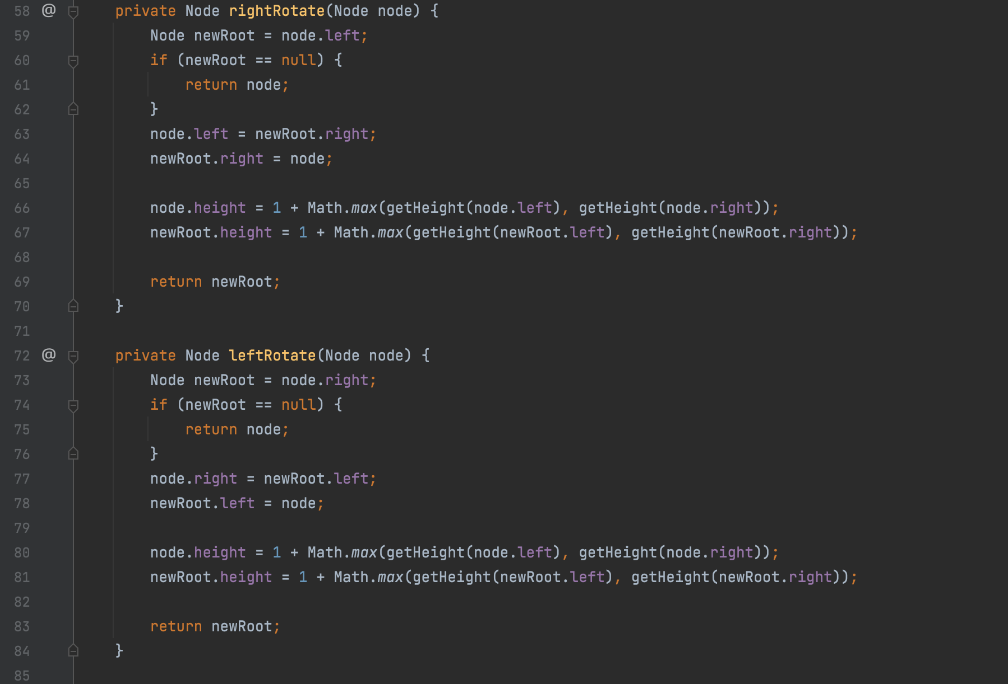 58 @ private Node rightRotate(Node node) {
59 Node newRoot = node.left;
60 if (newRoot == null) {
61 return node;
62 }
63 node.left = newRoot.right;
64 newRoot.right = node;
65
66 node.height = 1 + Math.max(getHeight(node.left), getHeight(node.right));
67 newRoot.height = 1 + Math.max(getHeight(newRoot.left), getHeight(newRoot.right));
68
69 return newRoot;
70 }
71
72 @ private Node leftRotate(Node node) {
73 Node newRoot = node.right;
74 if (newRoot == null) {
75 return node;
76 }
77 node.right = newRoot.left;
78 newRoot.left = node;
79
80 node.height = 1 + Math.max(getHeight(node.left), getHeight(node.right));
81 newRoot.height = 1 + Math.max(getHeight(newRoot.left), getHeight(newRoot.right));
82
83 return newRoot;
84 }
85